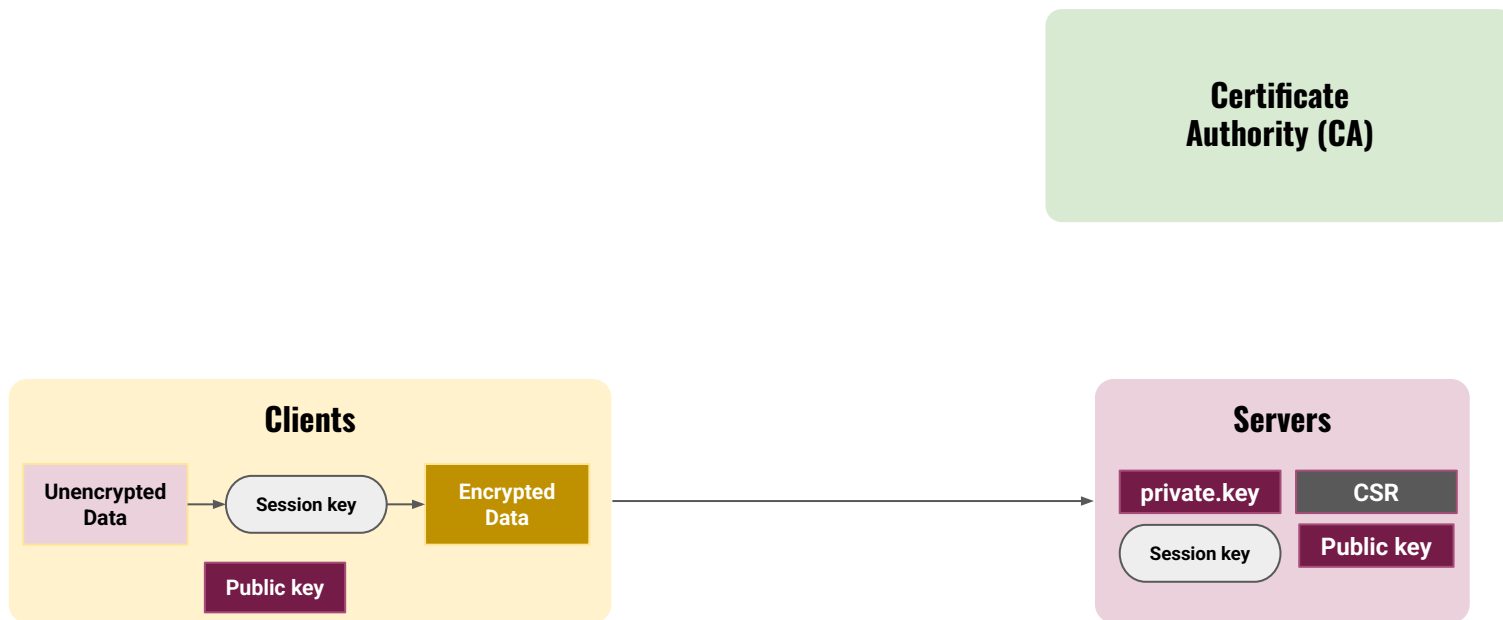 Certificate
Authority (CA)
Clients
Unencrypted
Data
Session key
Encrypted
Data
Public key
Servers
private.key
CSR
Session key
Public key